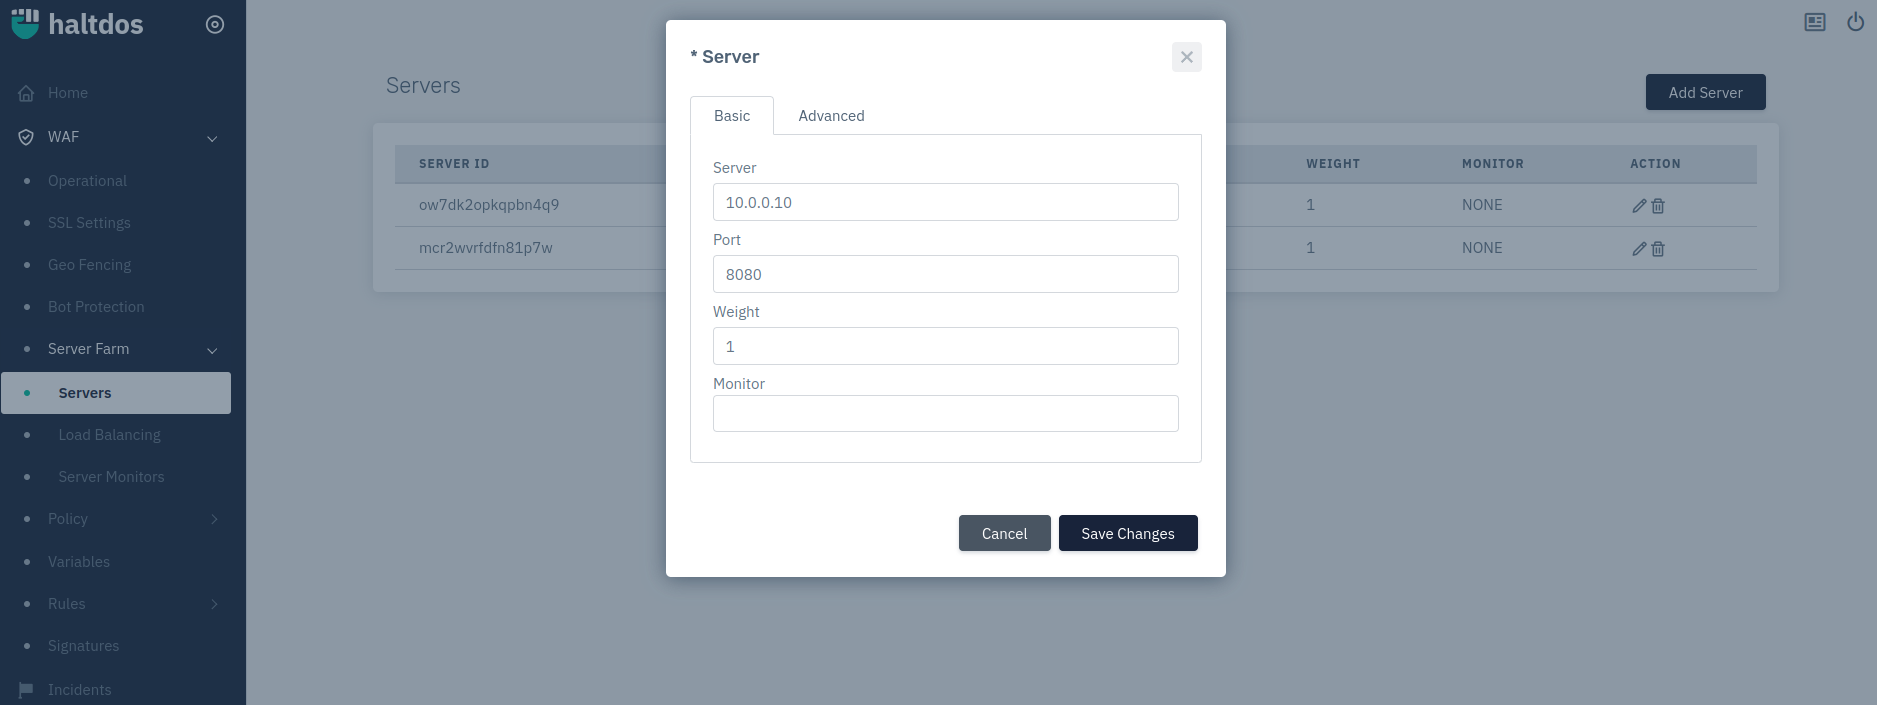 haltdos
Home
WAF
Operational
SSL Settings
Geo Fencing
Bot Protection
Server Farm
Servers
Load Balancing
Server Monitors
Policy
Variables
Rules
Signatures
Incidents
Servers
Add Server
SERVER ID WEIGHT MONITOR ACTION
ow7dk2opkqpbn4q9 1 NONE
mcr2wvrfdfn81p7w 1 NONE
* Server
Basic Advanced
Server
10.0.0.10
Port
8080
Weight
1
Monitor
Cancel Save Changes